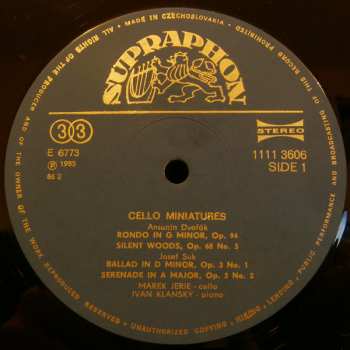 MADE IN CZECHOSLOVAKIA · ALL RIGHTS OF THE PRODUCER AND OF THE OWNER OF THE WORK REPRODUCED RESERVED · UNAUTHORIZED COPYING · HIRING · LENDING · PUBLIC PERFORMANCE AND BROADCASTING OF THIS RECORD PROHIBITED
SUPRAPHON
33
STEREO
E 6773
1111 3606
℗ 1985
SIDE 1
86 2
CELLO MINIATURES
Antonín Dvořák
RONDO IN G MINOR, Op. 94
SILENT WOODS, Op. 68 No. 5
Josef Suk
BALLAD IN D MINOR, Op. 3 No. 1
SERENADE IN A MAJOR, Op. 3 No. 2
MAREK JERIE - cello
IVAN KLÁNSKÝ - piano